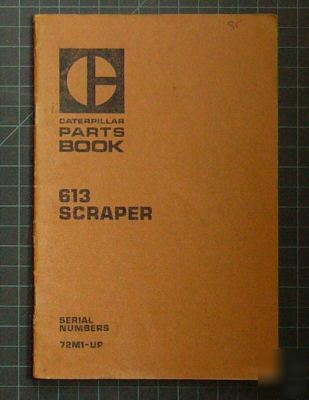 CATERPILLAR
PARTS
BOOK
613
SCRAPER
SERIAL
NUMBERS
72M1-UP